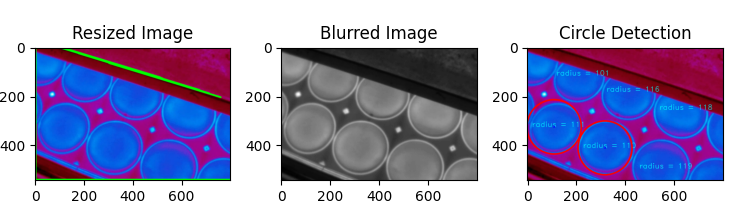 Resized Image
Blurred Image
Circle Detection
0
200
400
0
200
400
600
0
200
400
0
200
400
600
0
200
400
0
200
400
600
radius = 101
radius = 116
radius = 118
radius = 111
radius = 112
radius = 119